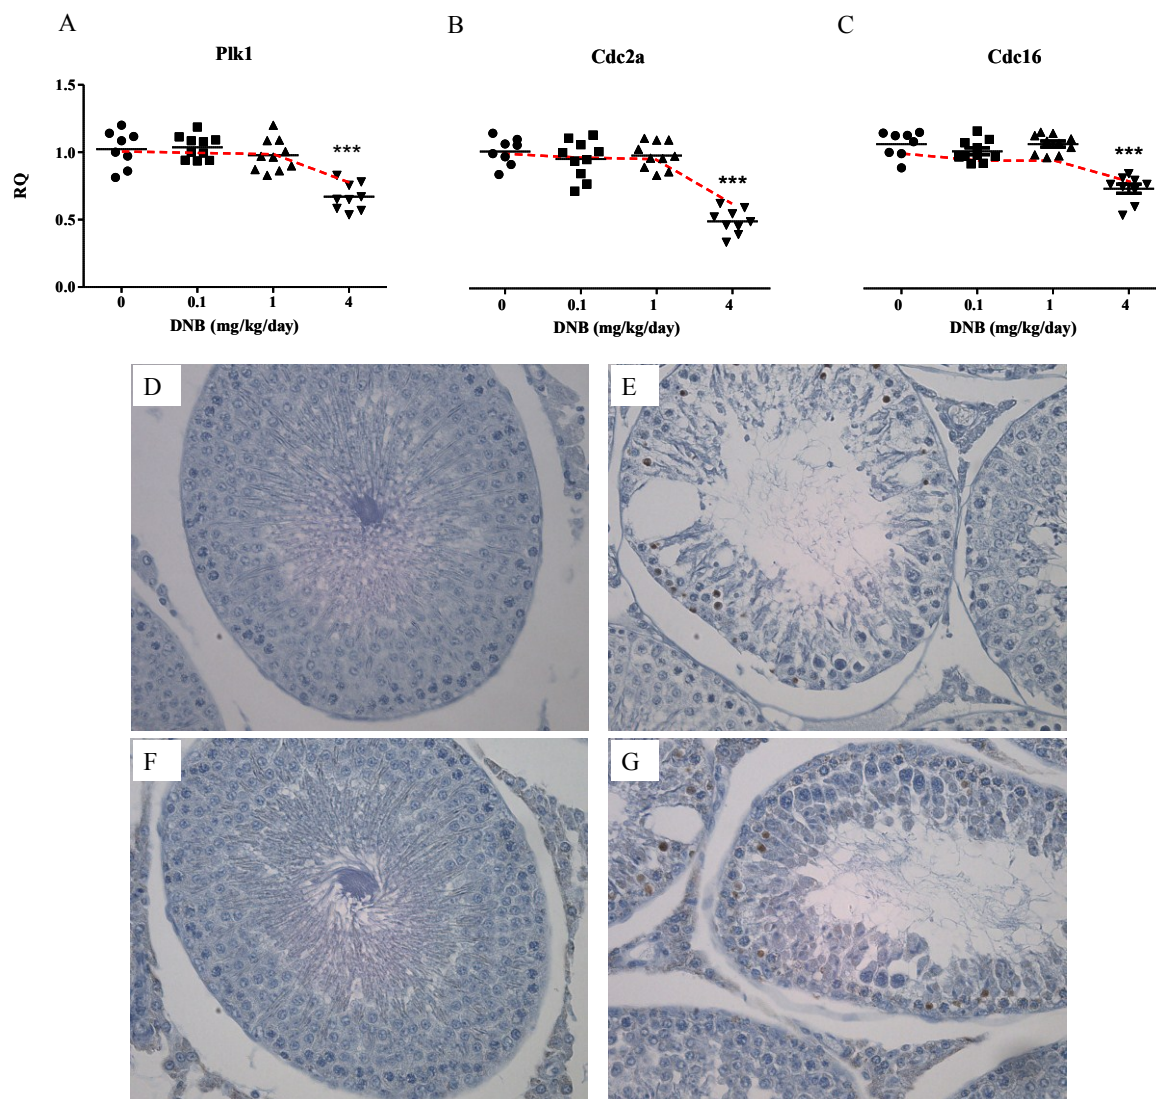 A
B
C
Plk1
Cdc2a
Cdc16
1.5
1.0
0.5
0.0
RQ
***
***
***
0 0.1 1 4
0 0.1 1 4
0 0.1 1 4
DNB (mg/kg/day)
DNB (mg/kg/day)
DNB (mg/kg/day)
D
E
F
G